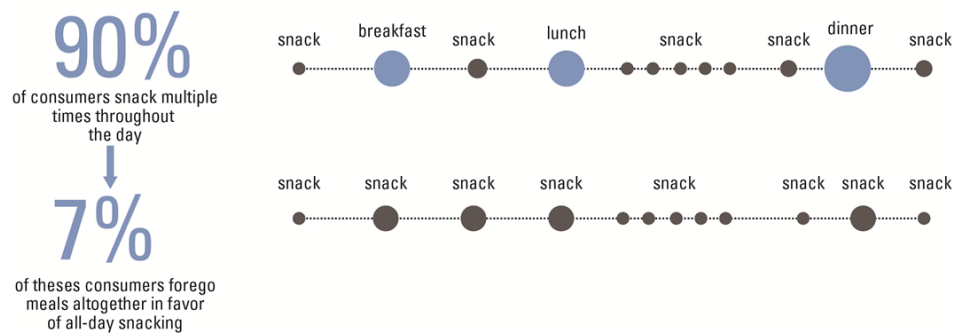 90%
of consumers snack multiple
times throughout
the day
snack breakfast snack lunch snack snack dinner snack
7%
of theses consumers forego
meals altogether in favor
of all-day snacking
snack snack snack snack snack snack snack snack